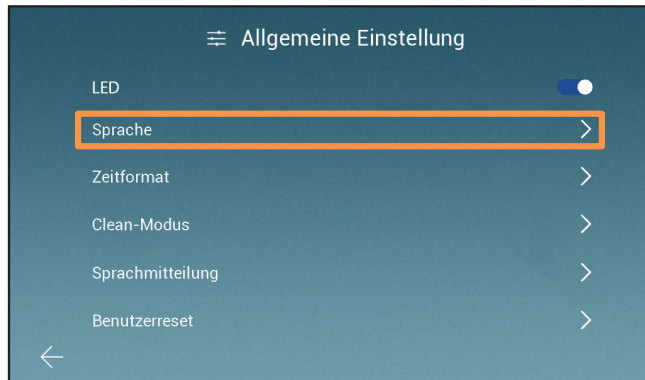 Allgemeine Einstellung
LED
Sprache
Zeitformat
Clean-Modus
Sprachmitteilung
Benutzerreset